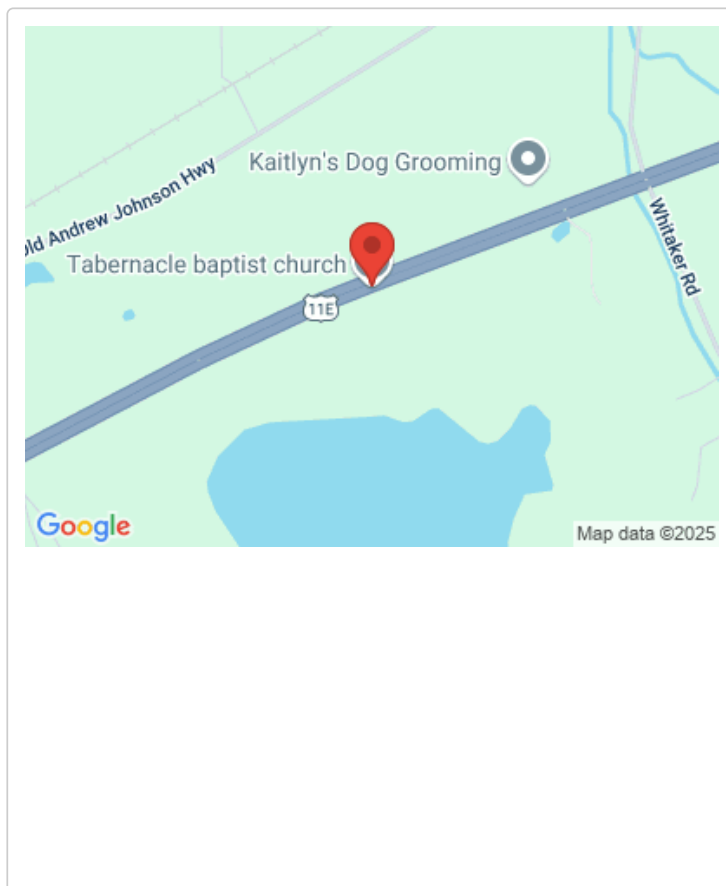 Kaitlyn's Dog Grooming
Old Andrew Johnson Hwy
Whitaker Rd
Tabernacle baptist church
11E
Google
Map data ©2025